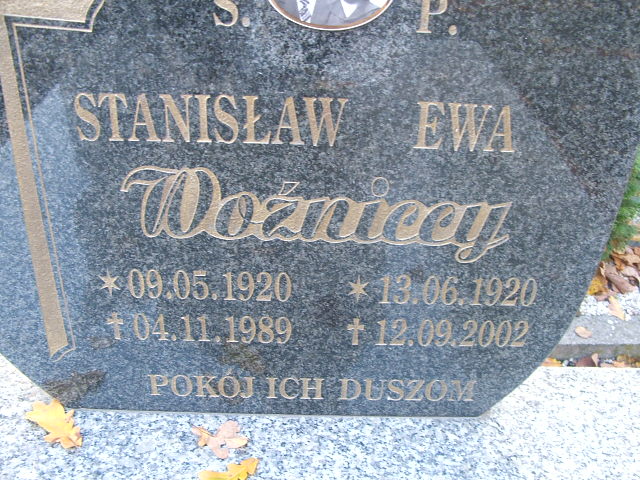 Ś. P.
STANISŁAW EWA
Woźniccy
* 09.05.1920 * 13.06.1920
† 04.11.1989 † 12.09.2002
POKÓJ ICH DUSZOM